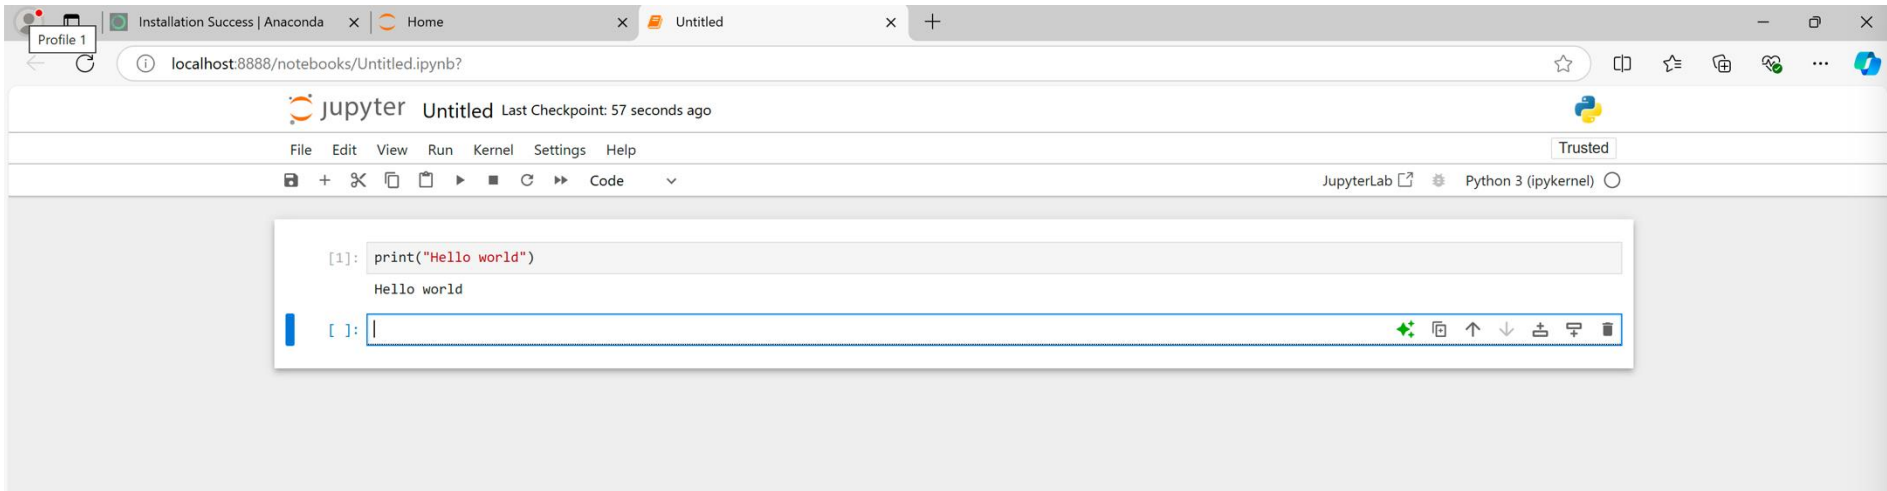 Installation Success | Anaconda
Home
Untitled
Profile 1
localhost:8888/notebooks/Untitled.ipynb?
jupyter Untitled Last Checkpoint: 57 seconds ago
File Edit View Run Kernel Settings Help
Trusted
Code
JupyterLab
Python 3 (ipykernel)
[1]: print("Hello world")
Hello world
[ ]: